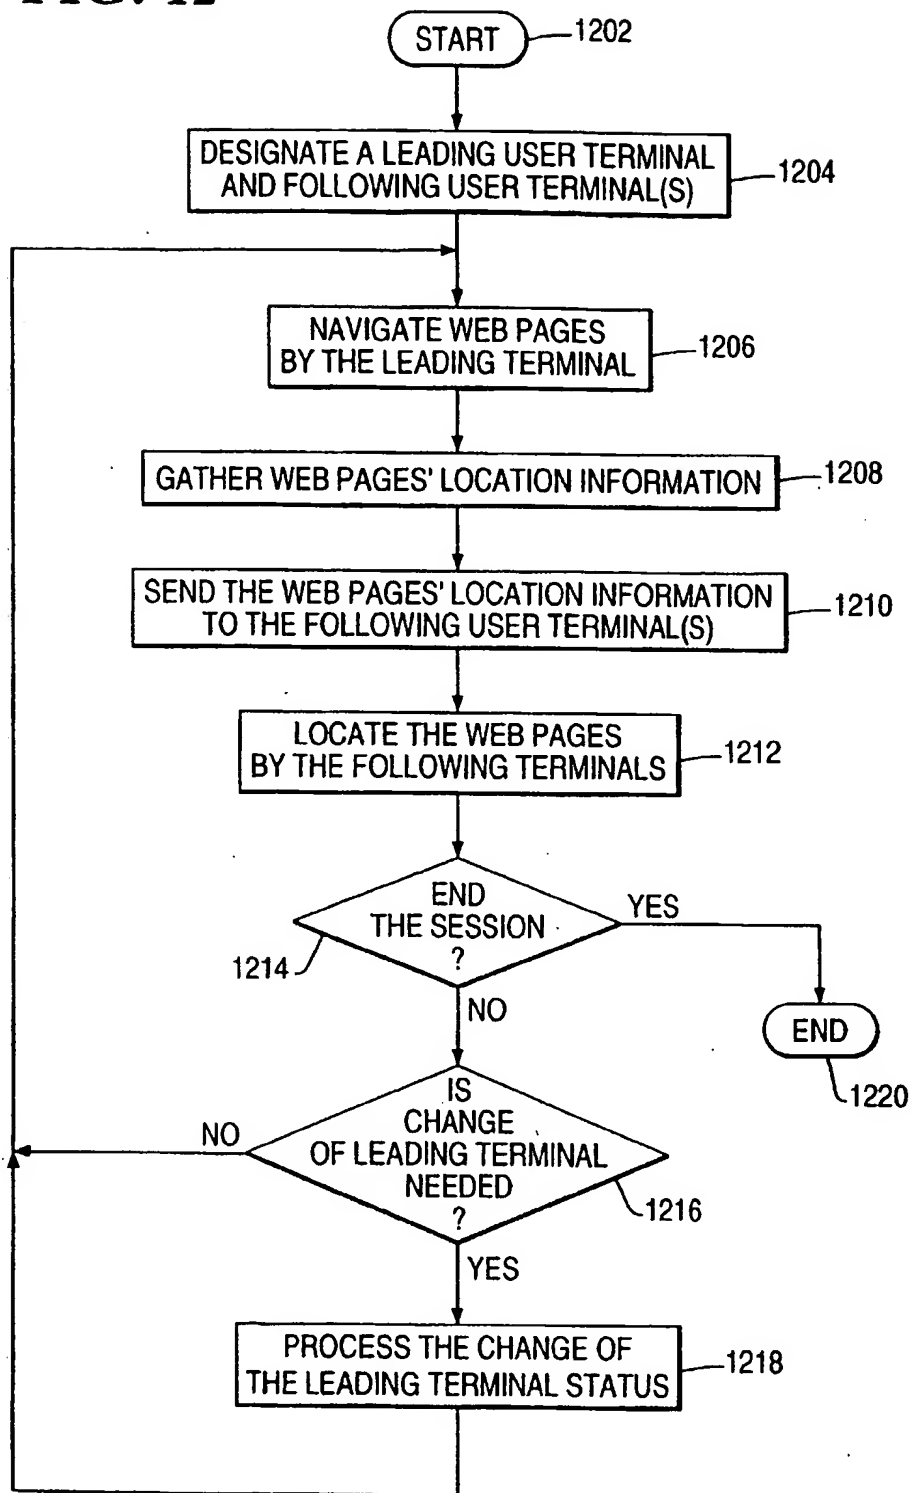 FIG. 12
START
1202
DESIGNATE A LEADING USER TERMINAL
AND FOLLOWING USER TERMINAL(S)
1204
NAVIGATE WEB PAGES
BY THE LEADING TERMINAL
1206
GATHER WEB PAGES' LOCATION INFORMATION
1208
SEND THE WEB PAGES' LOCATION INFORMATION
TO THE FOLLOWING USER TERMINAL(S)
1210
LOCATE THE WEB PAGES
BY THE FOLLOWING TERMINALS
1212
END
THE SESSION
?
YES
1214
NO
END
1220
IS
CHANGE
OF LEADING TERMINAL
NEEDED
?
NO
1216
YES
PROCESS THE CHANGE OF
THE LEADING TERMINAL STATUS
1218